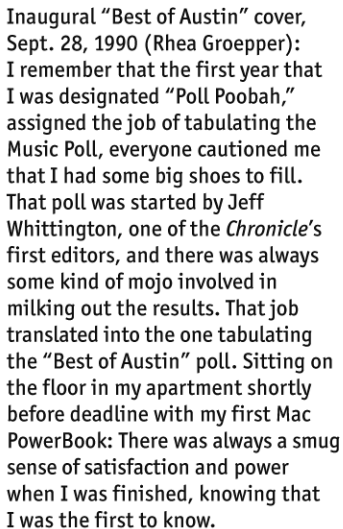 Inaugural “Best of Austin” cover,
Sept. 28, 1990 (Rhea Groepper):
I remember that the first year that
I was designated “Poll Poobah,”
assigned the job of tabulating the
Music Poll, everyone cautioned me
that I had some big shoes to fill.
That poll was started by Jeff
Whittington, one of the Chronicle’s
first editors, and there was always
some kind of mojo involved in
milking out the results. That job
translated into the one tabulating
the “Best of Austin” poll. Sitting on
the floor in my apartment shortly
before deadline with my first Mac
PowerBook: There was always a smug
sense of satisfaction and power
when I was finished, knowing that
I was the first to know.